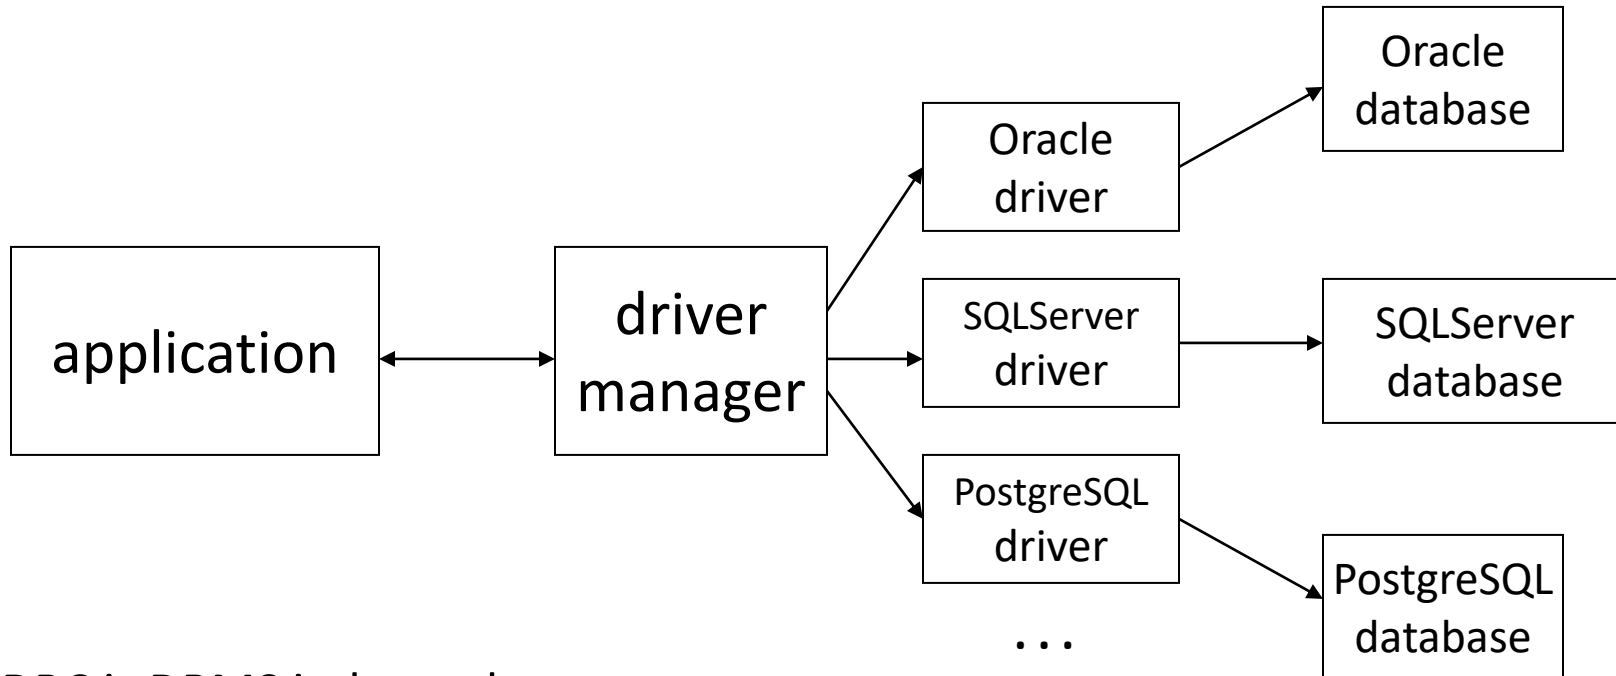 application
driver
manager
Oracle
driver
SQLServer
driver
PostgreSQL
driver
...
Oracle
database
SQLServer
database
PostgreSQL
database